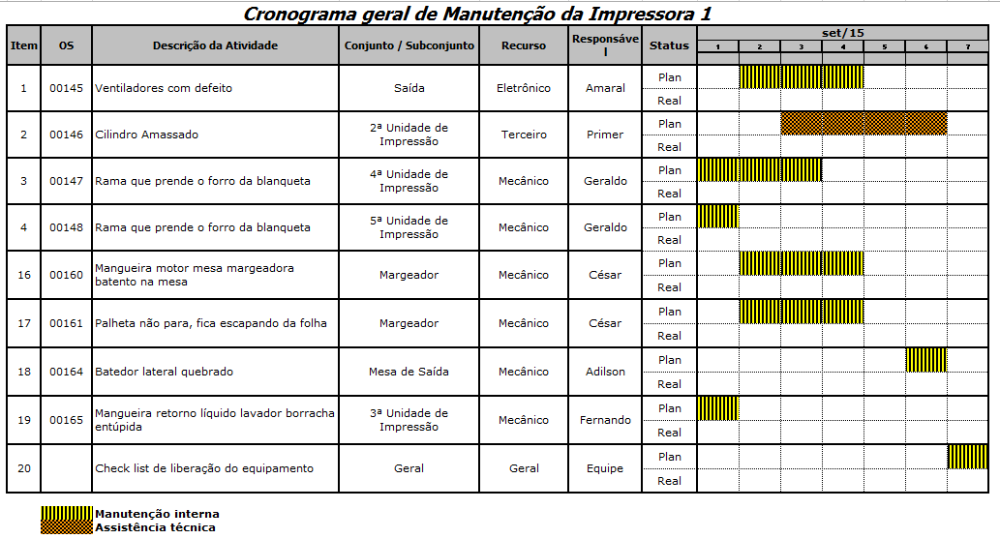 Cronograma geral de Manutenção da Impressora 1
Item OS Descrição da Atividade Conjunto / Subconjunto Recurso Responsável Status set/15
1 2 3 4 5 6 7
1 00145 Ventiladores com defeito Saída Eletrônico Amaral Plan
Real
2 00146 Cilindro Amassado 2ª Unidade de Impressão Terceiro Primer Plan
Real
3 00147 Rama que prende o forro da blanqueta 4ª Unidade de Impressão Mecânico Geraldo Plan
Real
4 00148 Rama que prende o forro da blanqueta 5ª Unidade de Impressão Mecânico Geraldo Plan
Real
16 00160 Mangueira motor mesa margeadora batento na mesa Margeador Mecânico César Plan
Real
17 00161 Palheta não para, fica escapando da folha Margeador Mecânico César Plan
Real
18 00164 Batedor lateral quebrado Mesa de Saída Mecânico Adilson Plan
Real
19 00165 Mangueira retorno líquido lavador borracha entúpida 3ª Unidade de Impressão Mecânico Fernando Plan
Real
20 Check list de liberação do equipamento Geral Geral Equipe Plan
Real
Manutenção interna
Assistência técnica